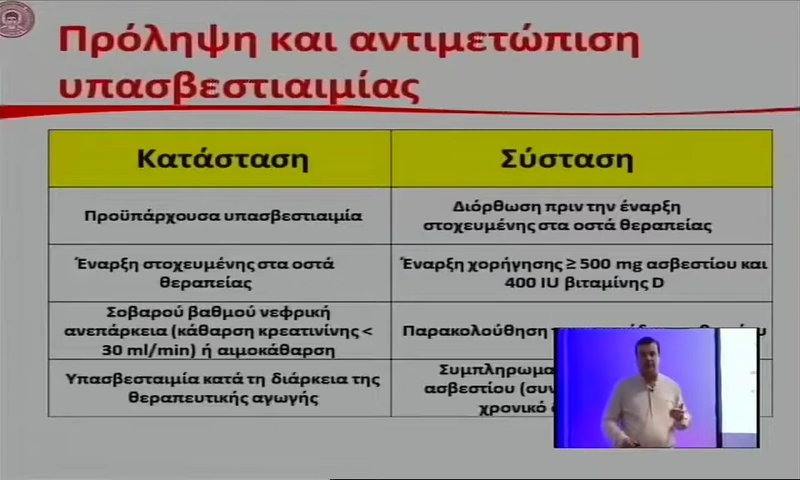 Πρόληψη και αντιμετώπιση
υπασβεστιαιμίας
Κατάσταση
Σύσταση
Προϋπάρχουσα υπασβεστιαιμία
Διόρθωση πριν την έναρξη
στοχευμένης στα οστά θεραπείας
Έναρξη στοχευμένης στα οστά
θεραπείας
Έναρξη χορήγησης ≥ 500 mg ασβεστίου και
400 IU βιταμίνης D
Σοβαρού βαθμού νεφρική
ανεπάρκεια (κάθαρση κρεατινίνης <
30 ml/min) ή αιμοκάθαρση
Παρακολούθηση
Υπασβεσταιμία κατά τη διάρκεια της
θεραπευτικής αγωγής
ασβεστίου
χρονικό